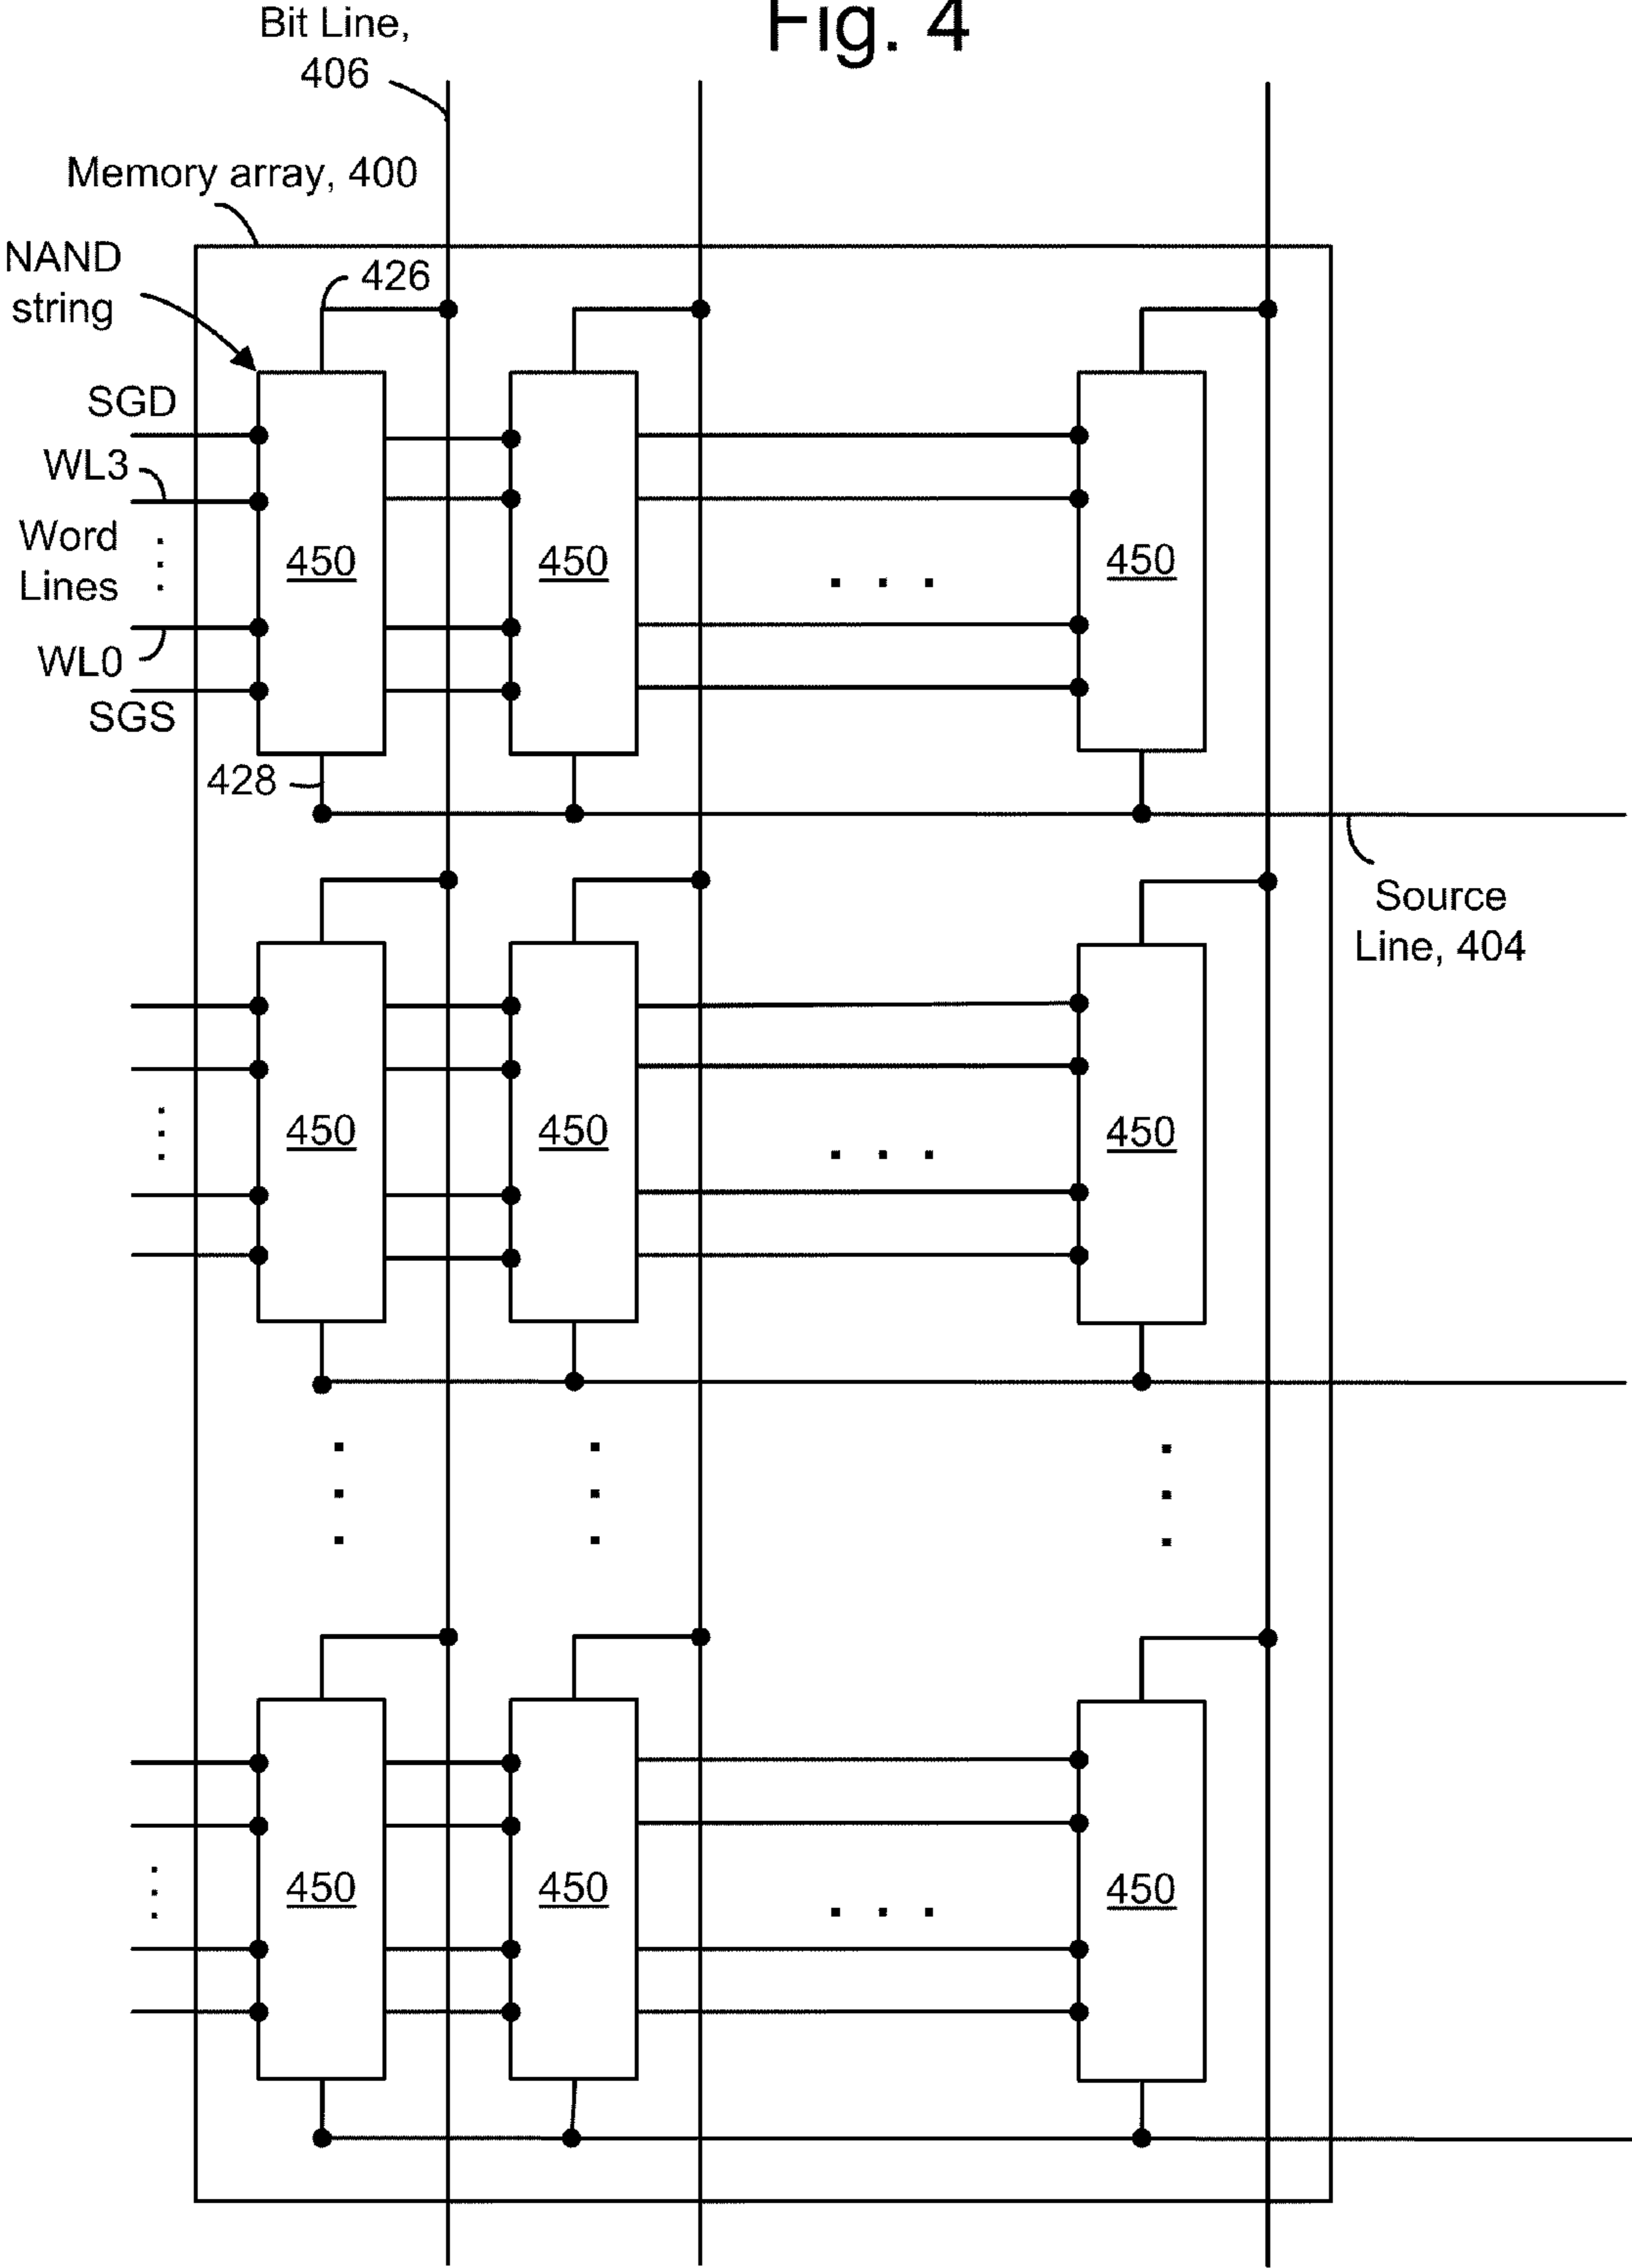 Fig. 4
Bit Line,
406
Memory array, 400
NAND
string
426
SGD
WL3
Word
Lines
WL0
SGS
450
450
. . .
450
428
Source
Line, 404
450
450
. . .
450
450
450
. . .
450